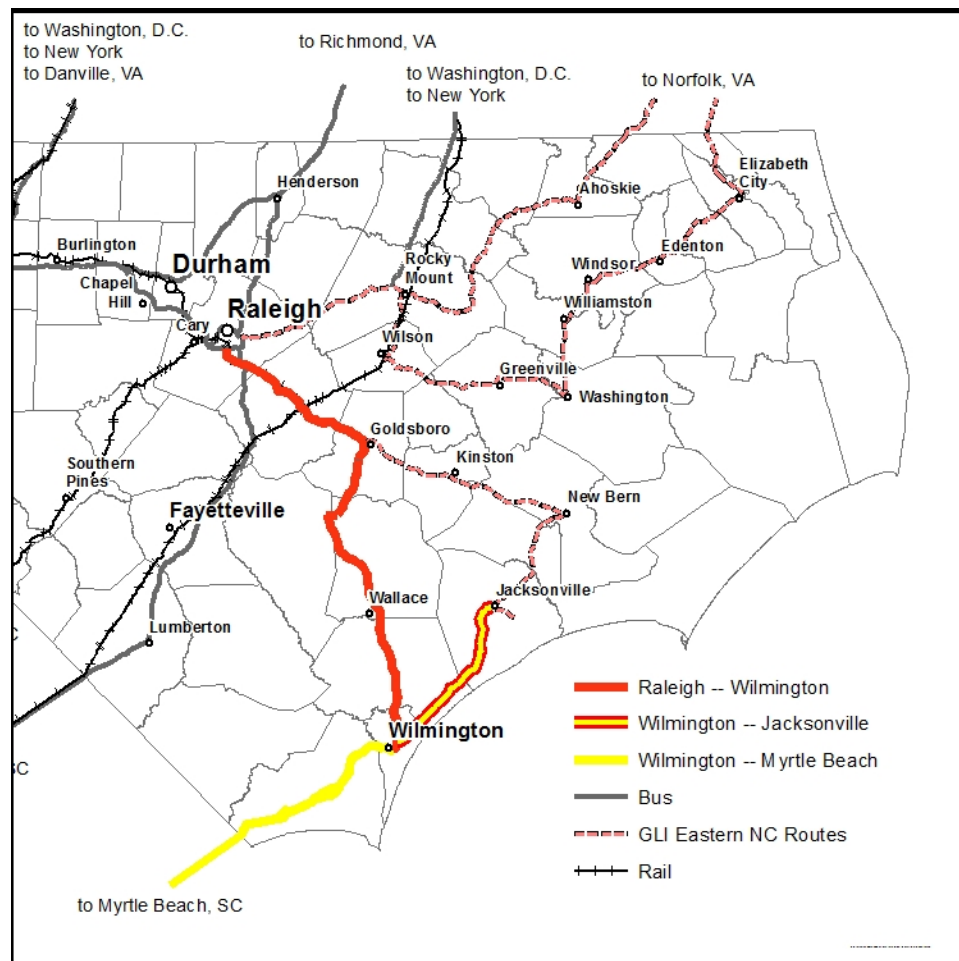 to Washington, D.C.
to New York
to Danville, VA
to Richmond, VA
to Washington, D.C.
to New York
to Norfolk, VA
Elizabeth
City
Henderson
Ahoskie
Burlington
Durham
Rocky
Mount
Edenton
Windsor
Chapel
Hill
Raleigh
Williamston
Cary
Wilson
Greenville
Washington
Goldsboro
Kinston
Southern
Pines
Fayetteville
New Bern
Wallace
Jacksonville
Lumberton
Wilmington
SC
to Myrtle Beach, SC
Raleigh -- Wilmington
Wilmington -- Jacksonville
Wilmington -- Myrtle Beach
Bus
GLI Eastern NC Routes
Rail